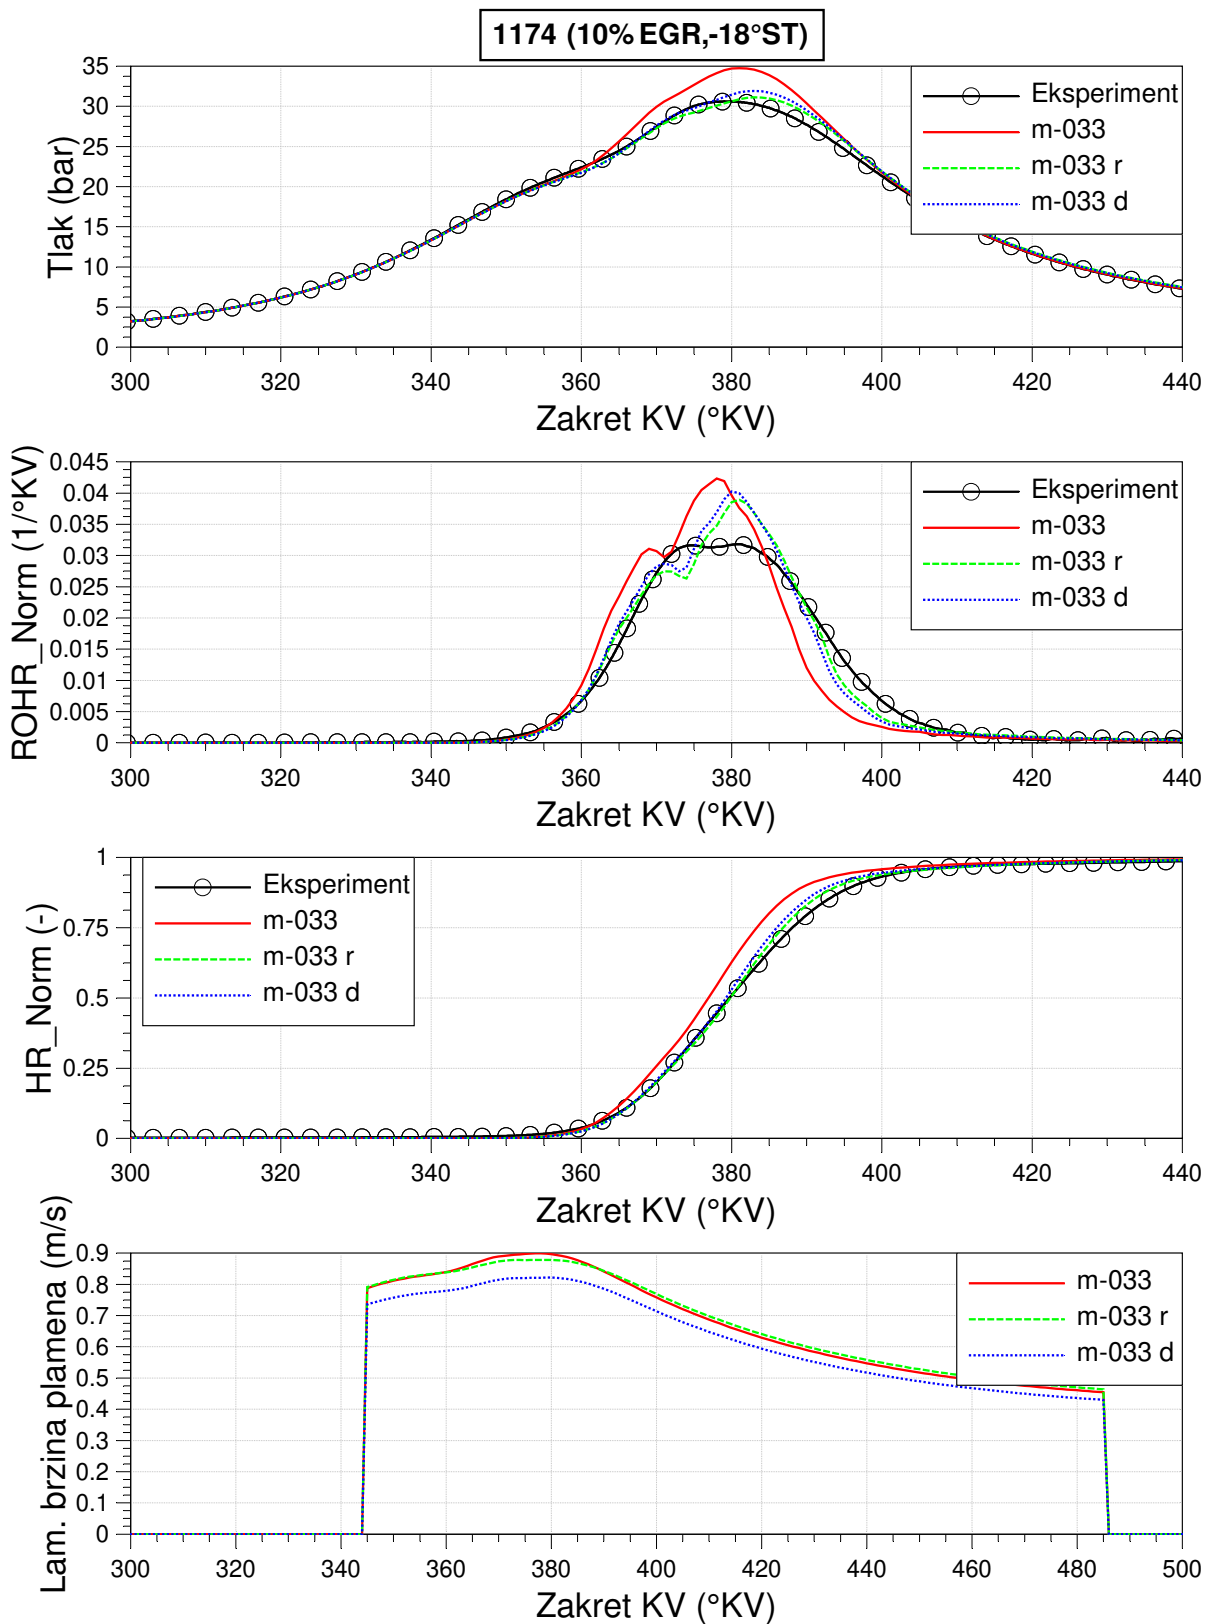 1174 (10% EGR,-18°ST)
Tlak (bar)
35
30
25
20
15
10
5
0
300 320 340 360 380 400 420 440
Zakret KV (°KV)
Eksperiment
m-033
m-033 r
m-033 d
ROHR_Norm (1/°KV)
0.045
0.04
0.035
0.03
0.025
0.02
0.015
0.01
0.005
0
300 320 340 360 380 400 420 440
Zakret KV (°KV)
Eksperiment
m-033
m-033 r
m-033 d
HR_Norm (-)
1
0.75
0.5
0.25
0
300 320 340 360 380 400 420 440
Zakret KV (°KV)
Eksperiment
m-033
m-033 r
m-033 d
Lam. brzina plamena (m/s)
0.9
0.8
0.7
0.6
0.5
0.4
0.3
0.2
0.1
0
300 320 340 360 380 400 420 440 460 480 500
Zakret KV (°KV)
m-033
m-033 r
m-033 d